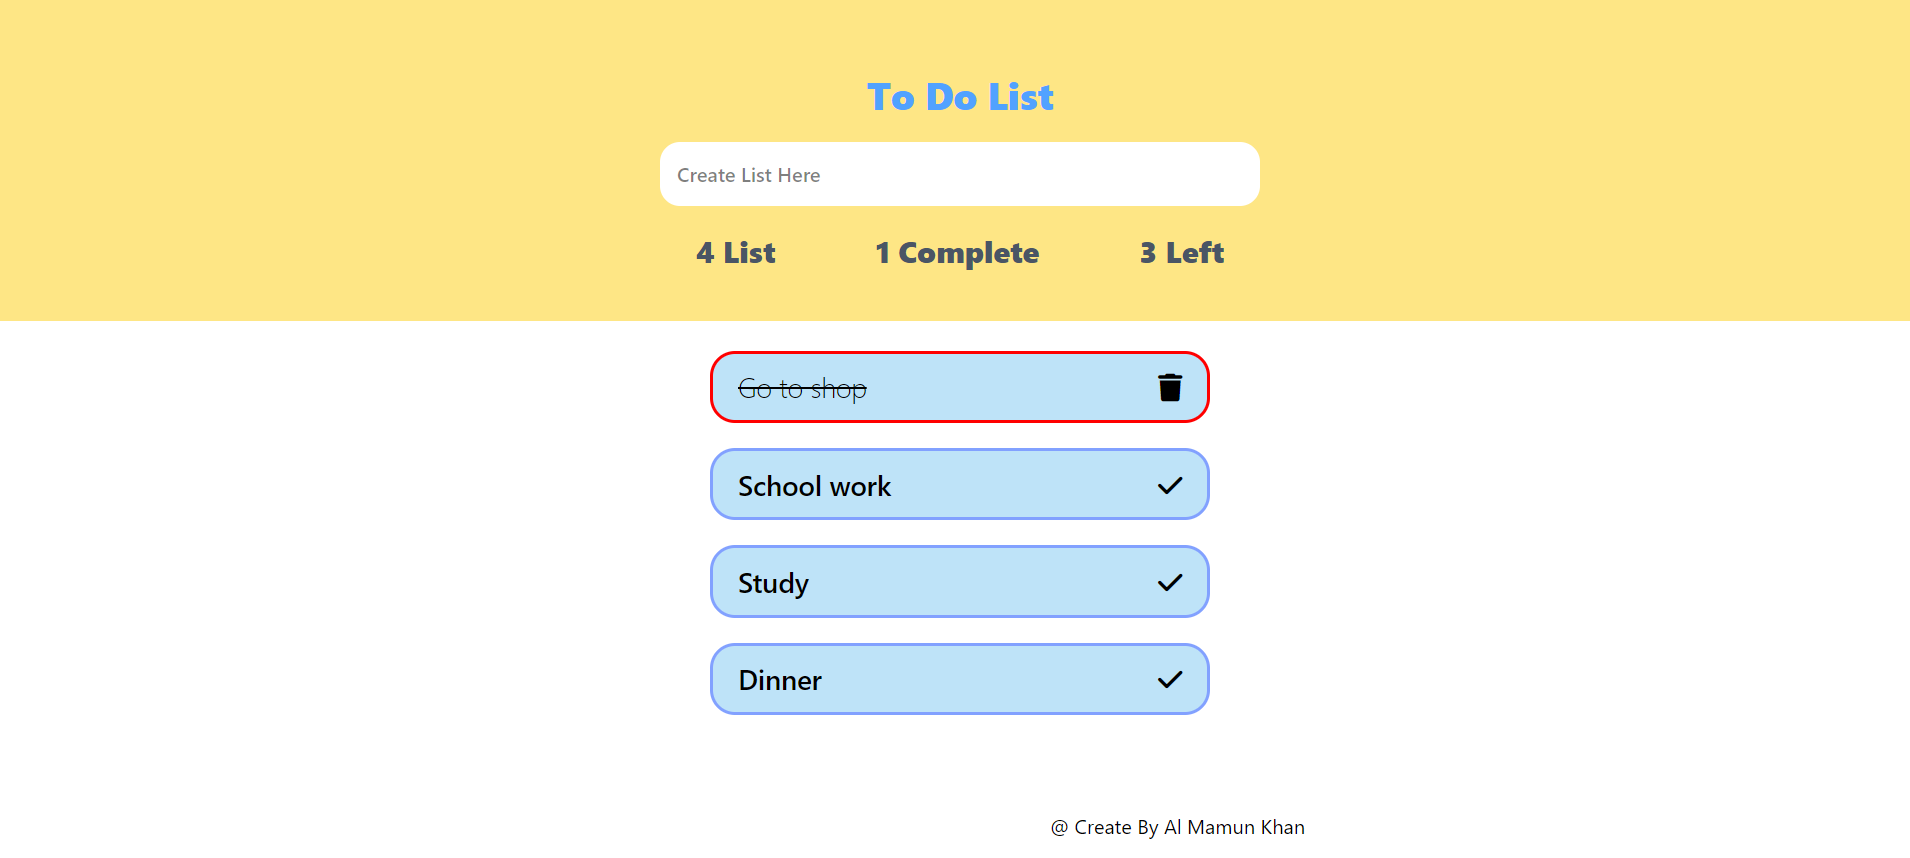 To Do List
Create List Here
4 List 1 Complete 3 Left
Go to shop
School work
Study
Dinner
@ Create By Al Mamun Khan